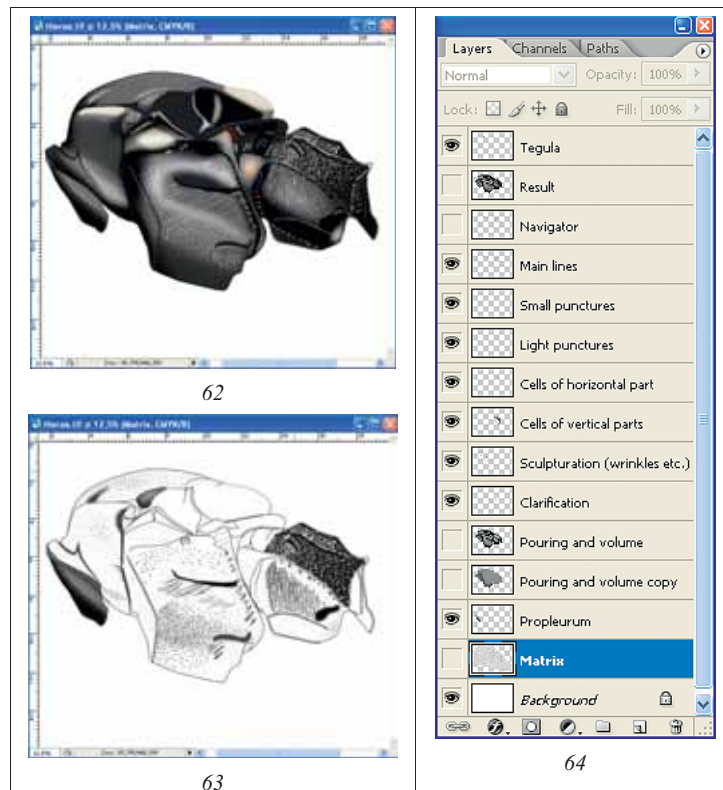 62
63
Layers Channels Paths
Normal Opacity: 100%
Lock: Fill: 100%
Tegula
Result
Navigator
Main lines
Small punctures
Light punctures
Cells of horizontal part
Cells of vertical parts
Sculpturation (wrinkles etc.)
Clarification
Pouring and volume
Pouring and volume copy
Propleurum
Matrix
Background
64